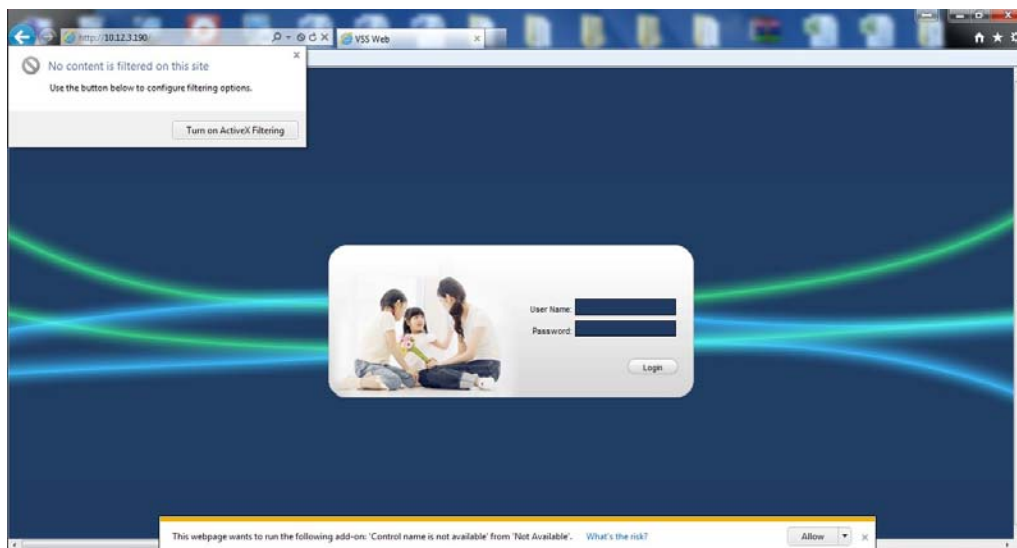 http://10.12.3.190/
VSS Web
No content is filtered on this site
Use the button below to configure filtering options.
Turn on ActiveX Filtering
User Name:
Password:
Login
This webpage wants to run the following add-on: 'Control name is not available' from 'Not Available'. What's the risk? Allow